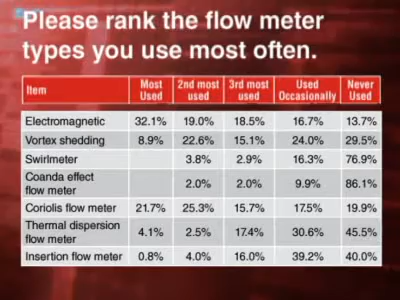 Please rank the flow meter
types you use most often.
Item Most Used 2nd most used 3rd most used Used Occasionally Never Used
Electromagnetic 32.1% 19.0% 18.5% 16.7% 13.7%
Vortex shedding 8.9% 22.6% 15.1% 24.0% 29.5%
Swirlmeter 3.8% 2.9% 16.3% 76.9%
Coanda effect flow meter 2.0% 2.0% 9.9% 86.1%
Coriolis flow meter 21.7% 25.3% 15.7% 17.5% 19.9%
Thermal dispersion flow meter 4.1% 2.5% 17.4% 30.6% 45.5%
Insertion flow meter 0.8% 4.0% 16.0% 39.2% 40.0%